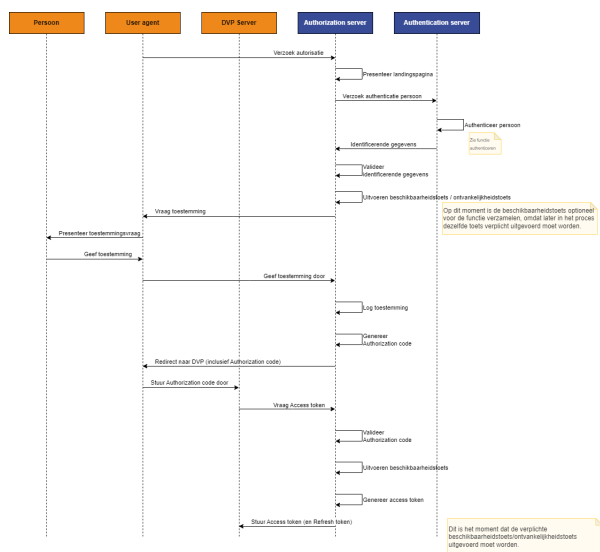 Persoon
User agent
DVP Server
Authorization server
Authentication server
Verzoek autorisatie
Presenteer landingspagina
Verzoek authenticatie persoon
Authenticeer persoon
Zie functie
authenticeren
Identificerende gegevens
Valideer
Identificerende gegevens
Uitvoeren beschikbaarheidstoets / ontvankelijkheidstoets
Op dit moment is de beschikbaarheidstoets optioneel
voor de functie verzamelen, omdat later in het proces
dezelfde toets verplicht uitgevoerd moet worden.
Vraag toestemming
Presenteer toestemmingsvraag
Geef toestemming
Geef toestemming door
Log toestemming
Genereer
Authorization code
Redirect naar DVP (inclusief Authorization code)
Stuur Authorization code door
Vraag Access token
Valideer
Authorization code
Uitvoeren beschikbaarheidstoets
Genereer access token
Stuur Access token (en Refresh token)
Dit is het moment dat de verplichte
beschikbaarheidstoets/ontvankelijkheidstoets
uitgevoerd moet worden.